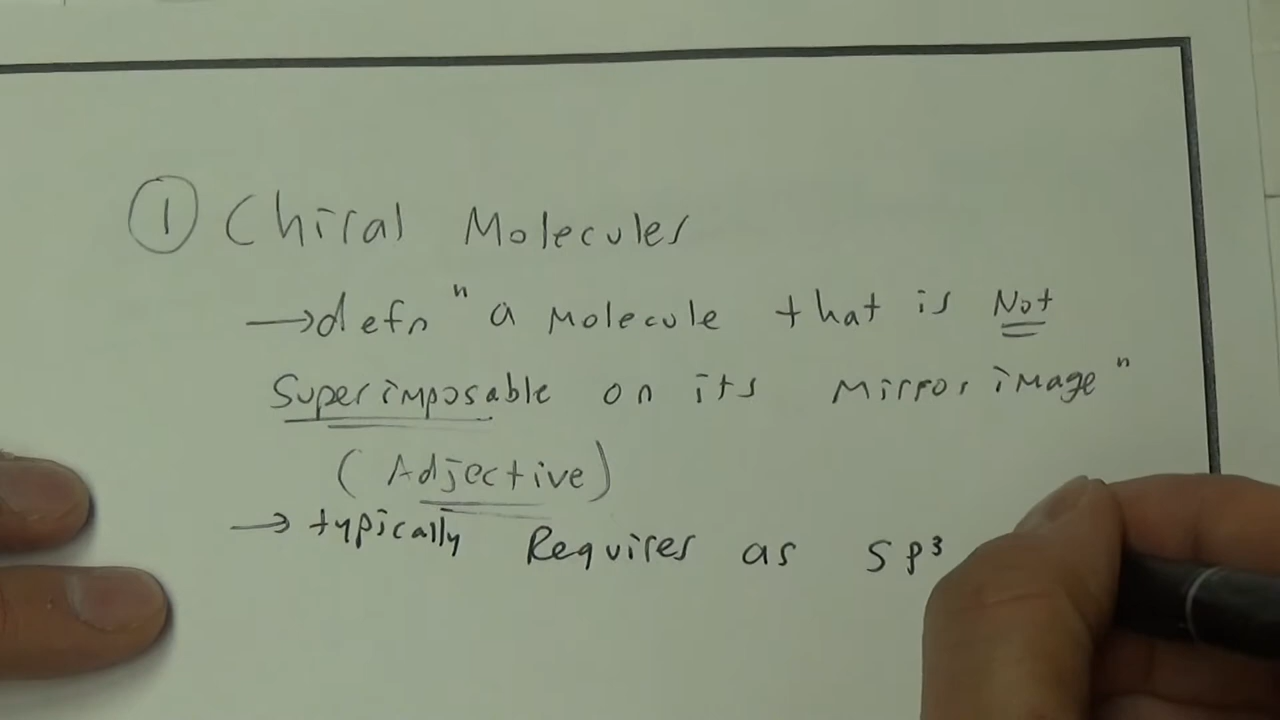 ① Chiral Molecules
→ defn "a Molecule that is Not
Superimposable on its Mirror image"
(Adjective)
→ typically Requires as sp³